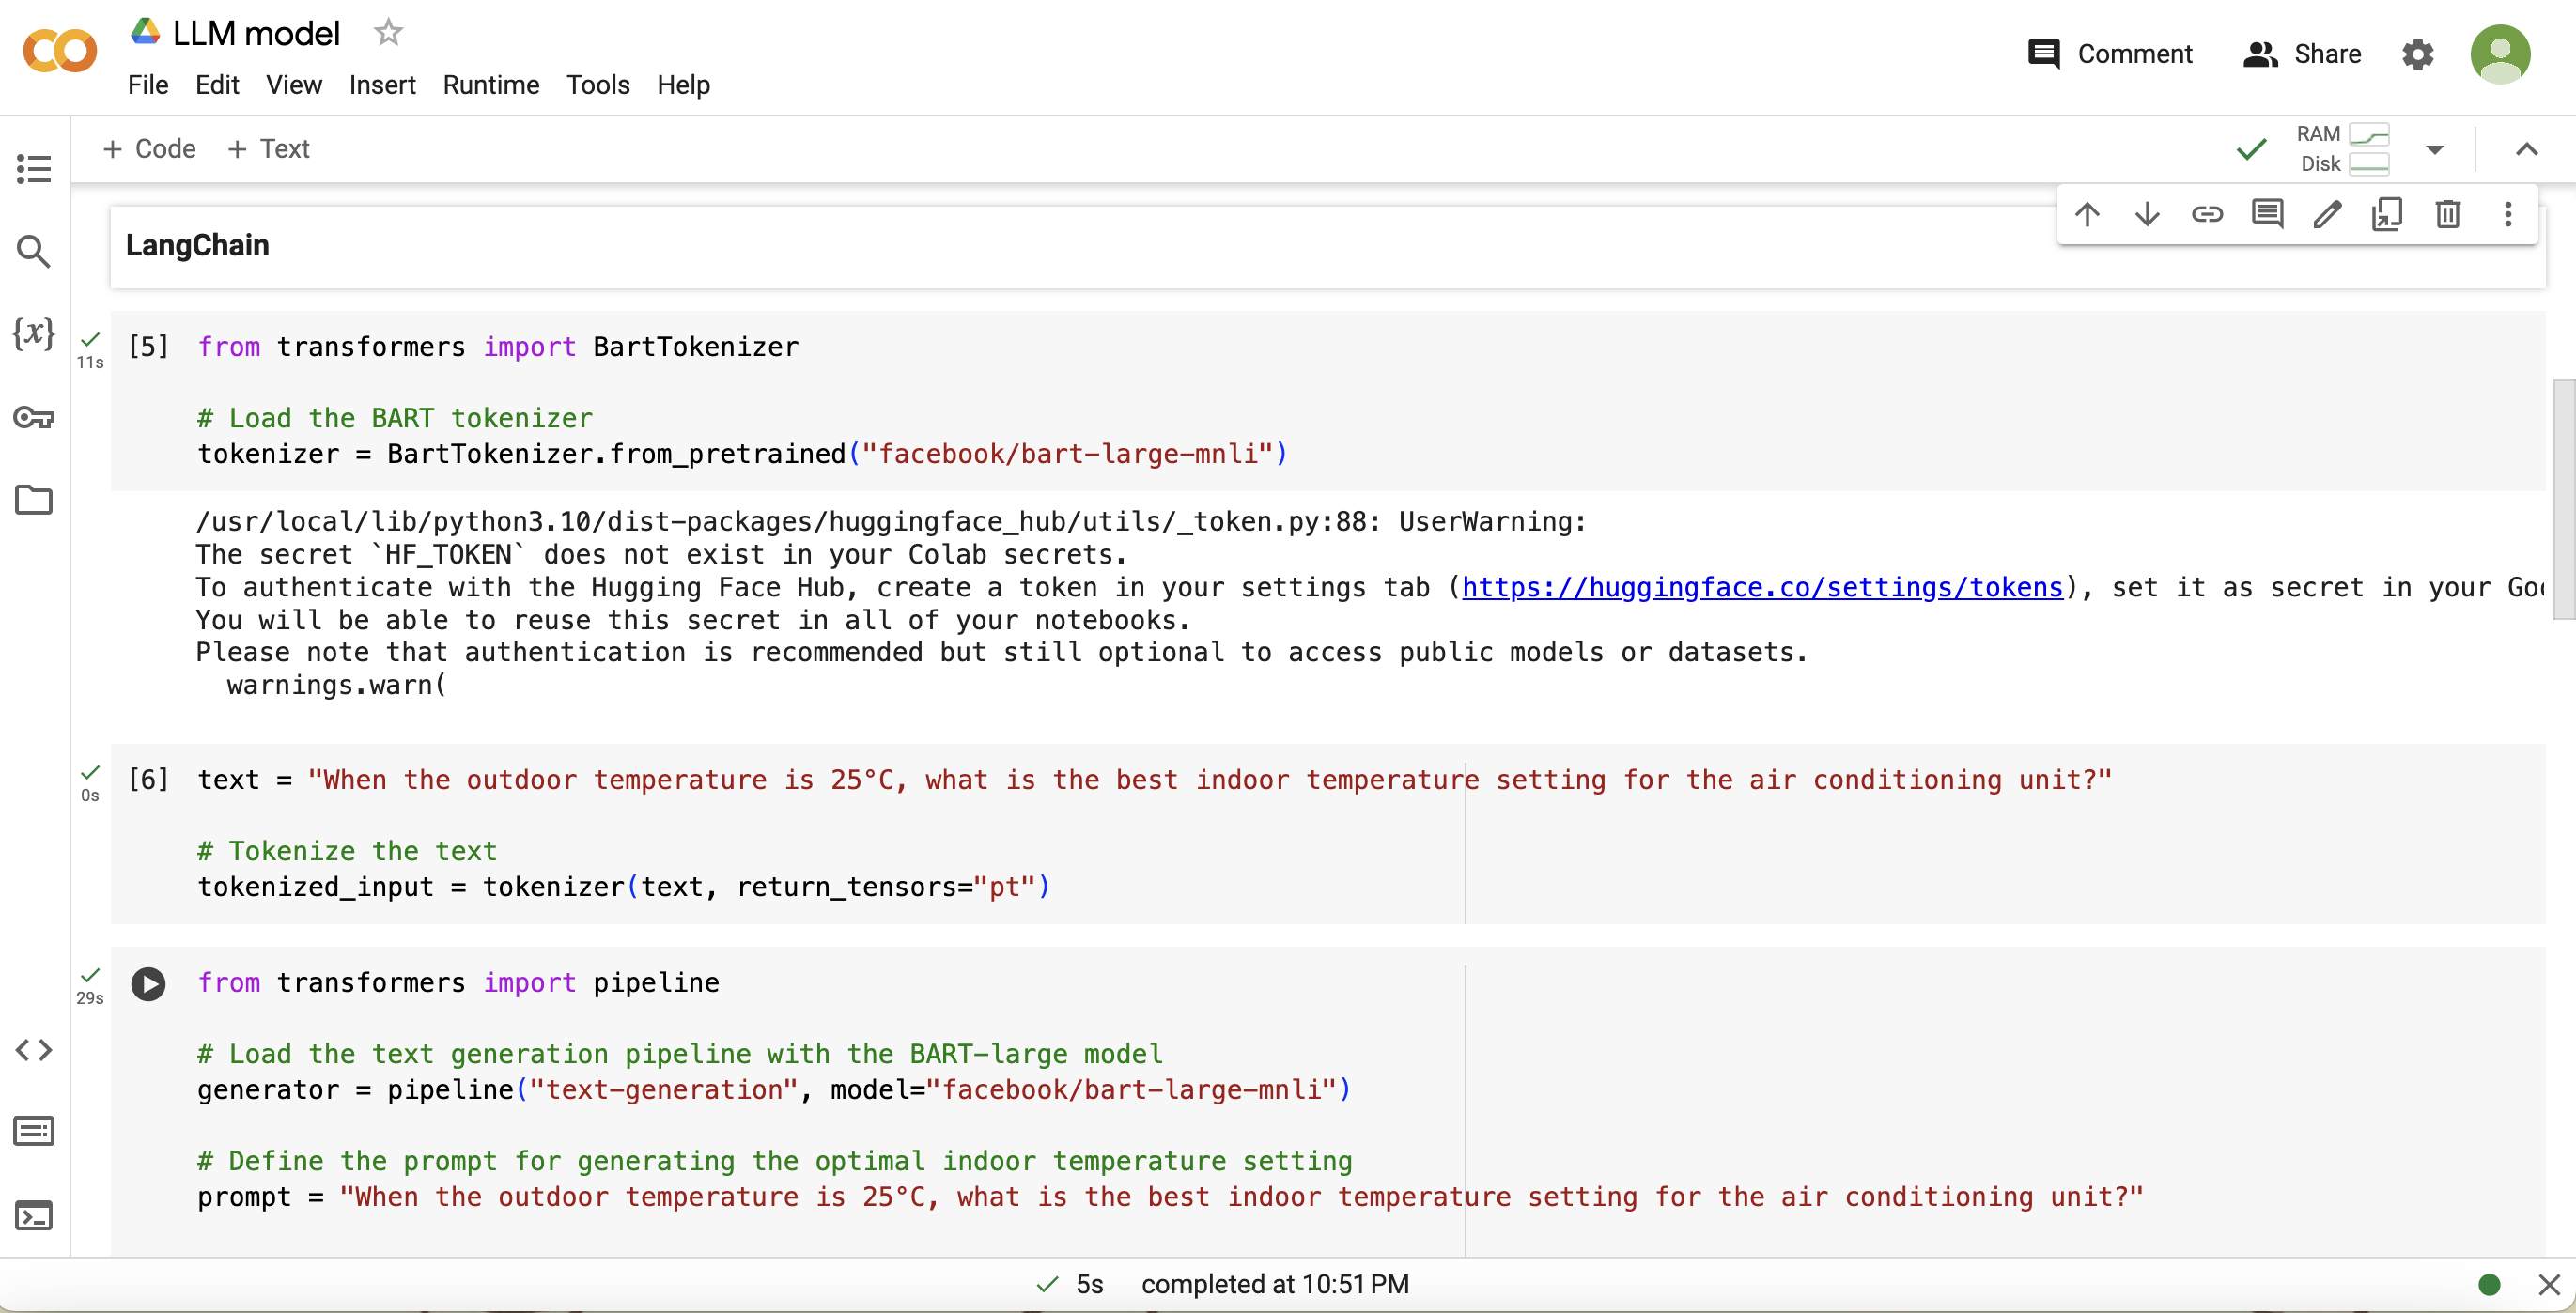 LLM model
Comment
Share
File Edit View Insert Runtime Tools Help
+ Code + Text
RAM
Disk
LangChain
11s
[5] from transformers import BartTokenizer
# Load the BART tokenizer
tokenizer = BartTokenizer.from_pretrained("facebook/bart-large-mnli")
/usr/local/lib/python3.10/dist-packages/huggingface_hub/utils/_token.py:88: UserWarning:
The secret `HF_TOKEN` does not exist in your Colab secrets.
To authenticate with the Hugging Face Hub, create a token in your settings tab (https://huggingface.co/settings/tokens), set it as secret in your
You will be able to reuse this secret in all of your notebooks.
Please note that authentication is recommended but still optional to access public models or datasets.
warnings.warn(
0s
[6] text = "When the outdoor temperature is 25°C, what is the best indoor temperature setting for the air conditioning unit?"
# Tokenize the text
tokenized_input = tokenizer(text, return_tensors="pt")
29s
from transformers import pipeline
# Load the text generation pipeline with the BART-large model
generator = pipeline("text-generation", model="facebook/bart-large-mnli")
# Define the prompt for generating the optimal indoor temperature setting
prompt = "When the outdoor temperature is 25°C, what is the best indoor temperature setting for the air conditioning unit?"
5s completed at 10:51 PM